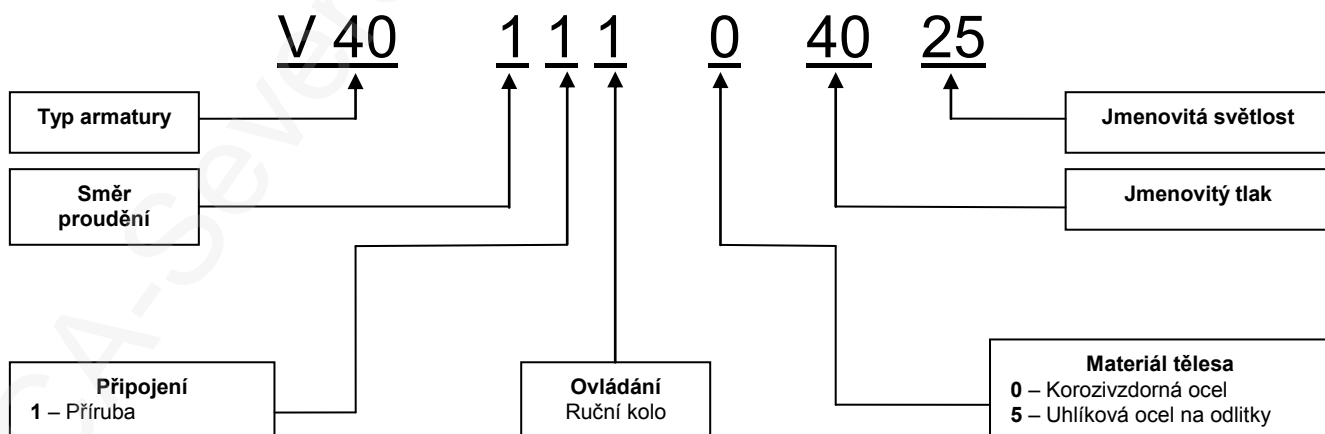 V 40 1 1 1 0 40 25
Typ armatury
Jmenovitá světlost
Směr
proudění
Jmenovitý tlak
Připojení
1 – Příruba
Ovládání
Ruční kolo
Materiál tělesa
0 – Korozivzdorná ocel
5 – Uhlíková ocel na odlitky